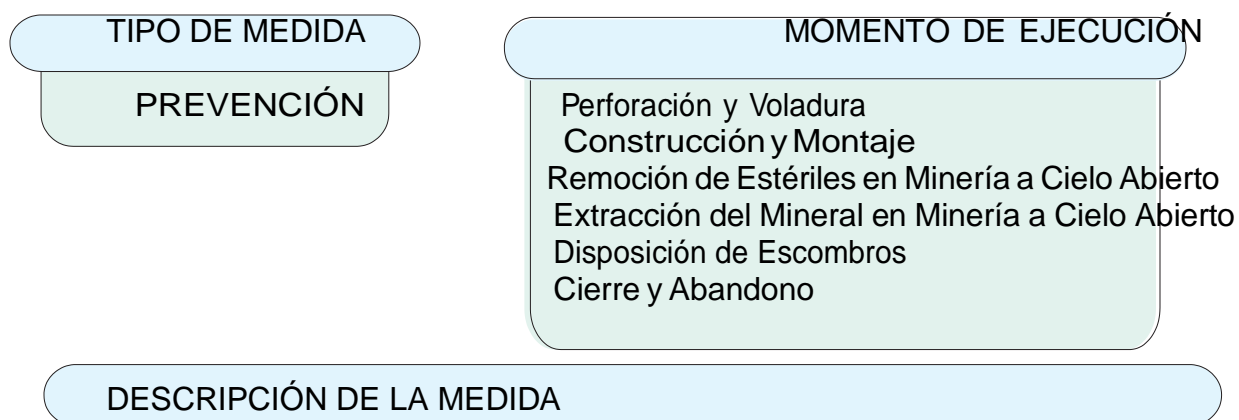 TIPO DE MEDIDA
PREVENCIÓN
MOMENTO DE EJECUCIÓN
Perforación y Voladura
Construcción y Montaje
Remoción de Estériles en Minería a Cielo Abierto
Extracción del Mineral en Minería a Cielo Abierto
Disposición de Escombros
Cierre y Abandono
DESCRIPCIÓN DE LA MEDIDA